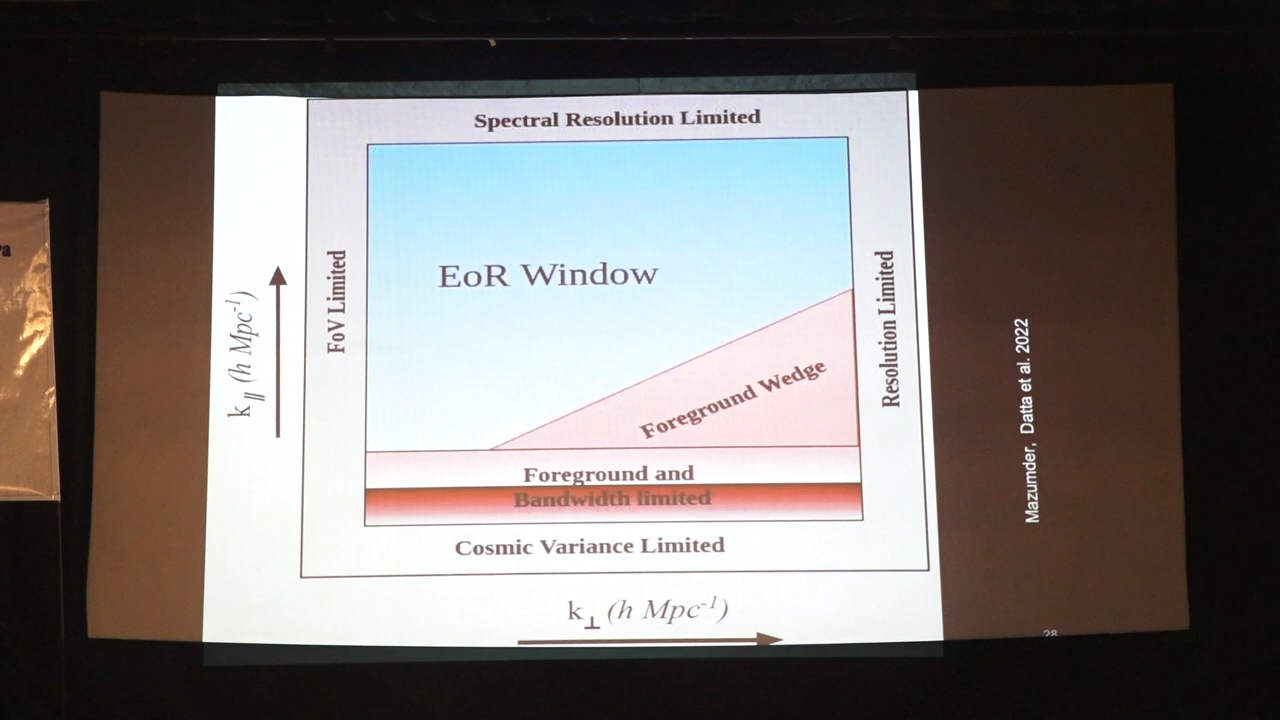 Spectral Resolution Limited
EoR Window
FoV Limited
k∥ (h Mpc⁻¹)
Resolution Limited
Foreground Wedge
Foreground and
Bandwidth limited
Cosmic Variance Limited
k⊥ (h Mpc⁻¹)
Mazumder, Datta et al. 2022
28